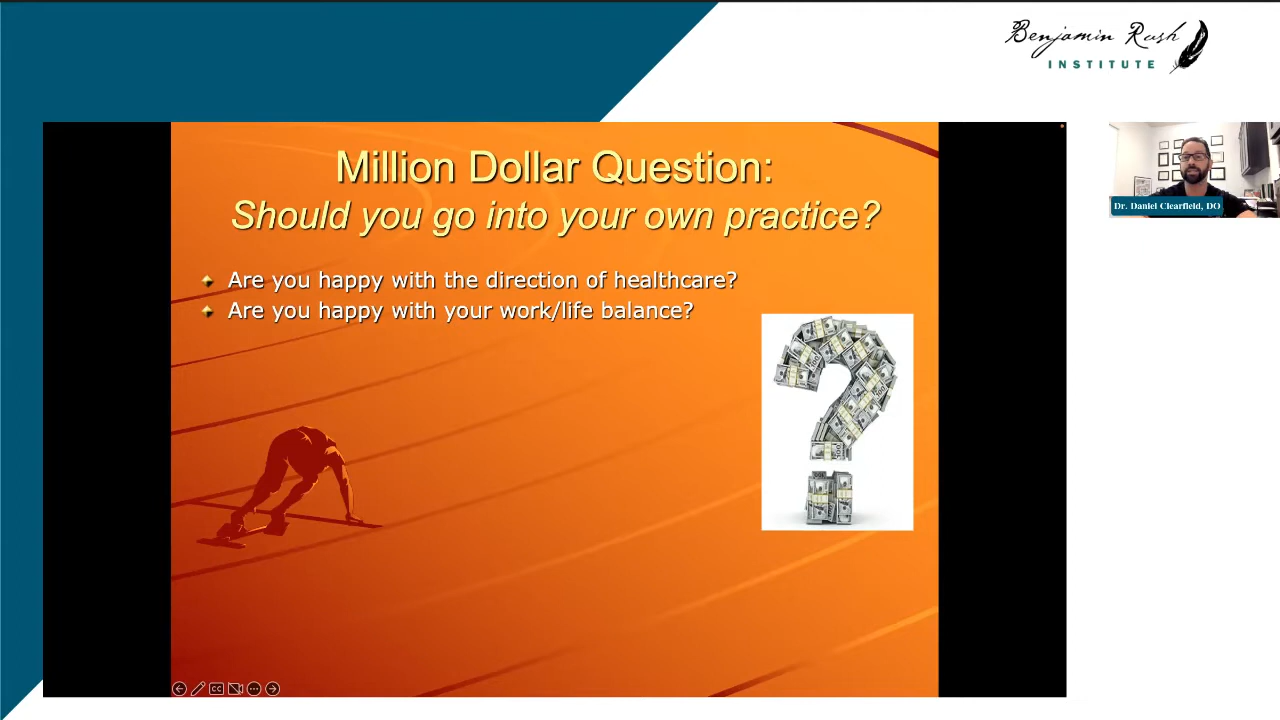 Benjamin Rush
INSTITUTE
Million Dollar Question:
Should you go into your own practice?
Are you happy with the direction of healthcare?
Are you happy with your work/life balance?
Dr. Daniel Clearfield, DO
CC